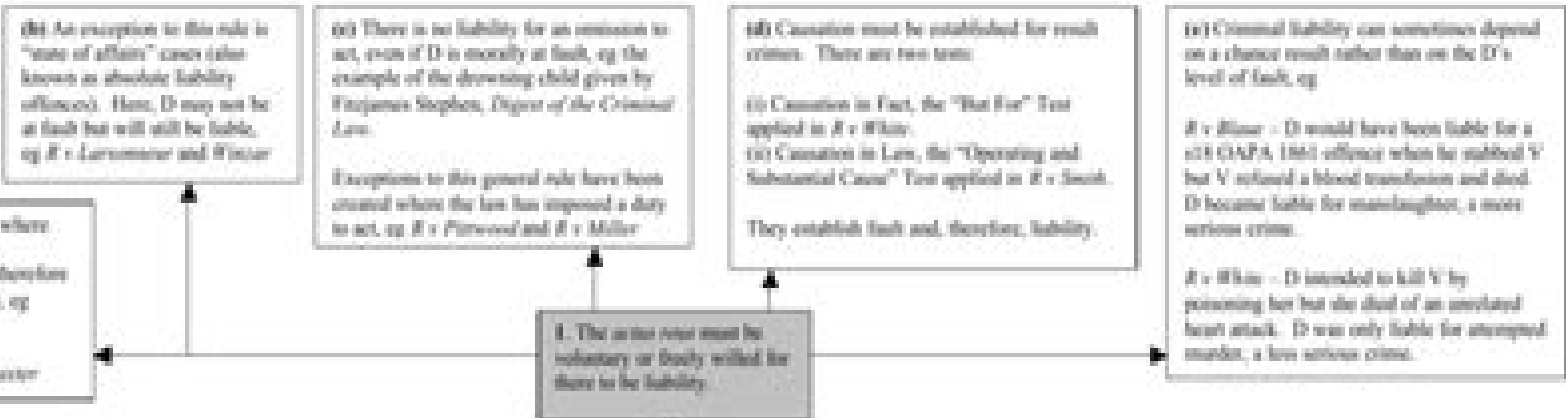 (b) An exception to this rule is
"state of affairs" cases (also
known as absolute liability
offences). Here, D may not be
at fault but will still be liable,
eg R v Larsonneur and Winzar
(c) There is no liability for an omission to
act, even if D is morally at fault, eg the
example of the drowning child given by
Fitzjames Stephen, Digest of the Criminal
Law.
Exceptions to this general rule have been
created where the law has imposed a duty
to act, eg R v Pittwood and R v Miller
(d) Causation must be established for result
crimes. There are two tests:
(i) Causation in Fact, the "But For" Test
applied in R v White.
(ii) Causation in Law, the "Operating and
Substantial Cause" Test applied in R v Smith.
They establish fault and, therefore, liability.
(e) Criminal liability can sometimes depend
on a chance result rather than on the D's
level of fault, eg
R v Blaue – D would have been liable for a
s18 OAPA 1861 offence when he stabbed V
but V refused a blood transfusion and died.
D became liable for manslaughter, a more
serious crime.
R v White – D intended to kill V by
poisoning her but she died of an unrelated
heart attack. D was only liable for attempted
murder, a less serious crime.
where
therefore
, eg
1. The actus reus must be
voluntary or freely willed for
there to be liability.